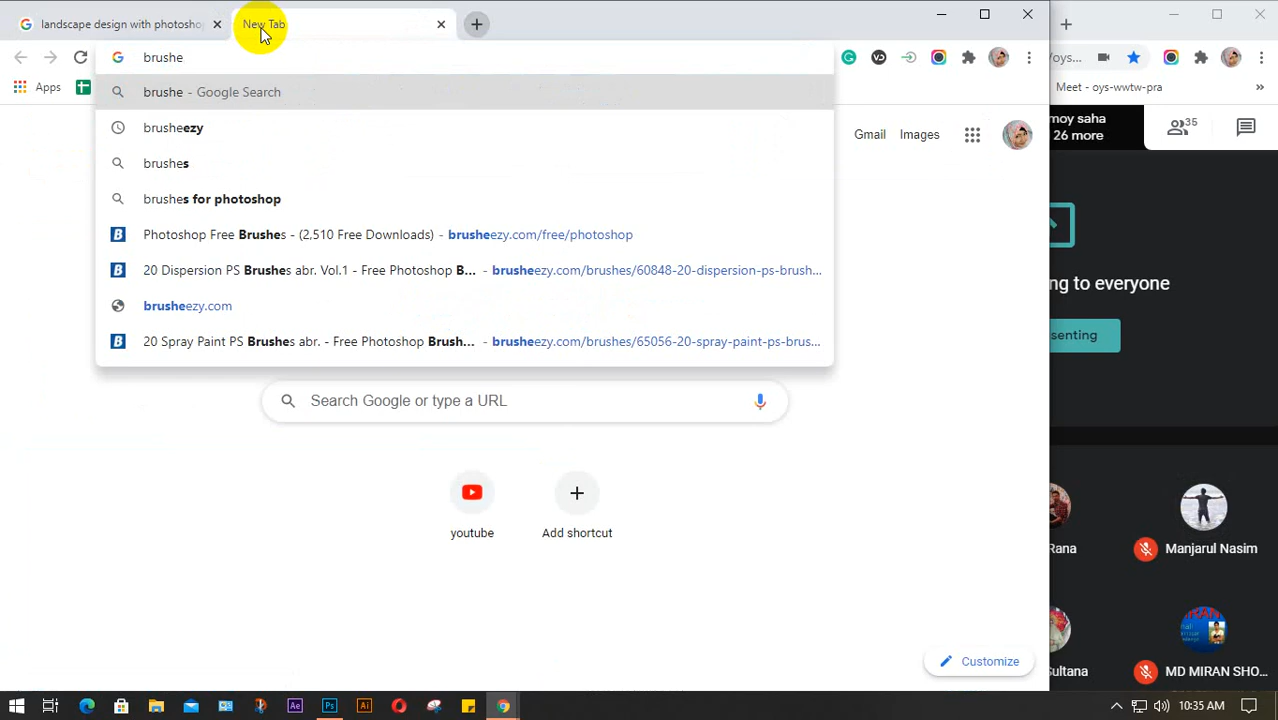 landscape design with photosho
New Tab
brushe
Apps
oys...
Meet - oys-wwtw-pra
»
brushe - Google Search
brusheezy
brushes
brushes for photoshop
Photoshop Free Brushes - (2,510 Free Downloads) - brusheezy.com/free/photoshop
20 Dispersion PS Brushes abr. Vol.1 - Free Photoshop B... - brusheezy.com/brushes/60848-20-dispersion-ps-brush...
brusheezy.com
20 Spray Paint PS Brushes abr. - Free Photoshop Brush... - brusheezy.com/brushes/65056-20-spray-paint-ps-brus...
Gmail
Images
moy saha
26 more
35
ng to everyone
senting
Search Google or type a URL
youtube
Add shortcut
Rana
Manjarul Nasim
Customize
Sultana
MD MIRAN SHO...
10:35 AM